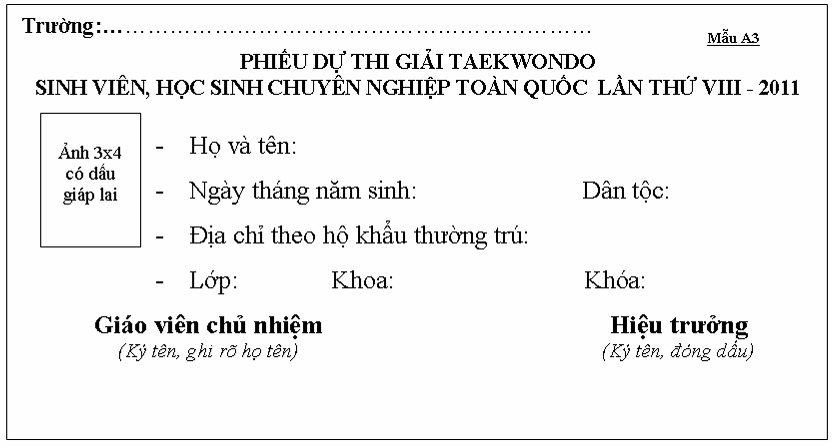 Trường:…………………………………………………………
Mẫu A3
PHIẾU DỰ THI GIẢI TAEKWONDO
SINH VIÊN, HỌC SINH CHUYÊN NGHIỆP TOÀN QUỐC LẦN THỨ VIII - 2011
Ảnh 3x4
có dấu
giáp lai
- Họ và tên:
- Ngày tháng năm sinh: Dân tộc:
- Địa chỉ theo hộ khẩu thường trú:
- Lớp: Khoa: Khóa:
Giáo viên chủ nhiệm Hiệu trưởng
(Ký tên, ghi rõ họ tên) (Ký tên, đóng dấu)